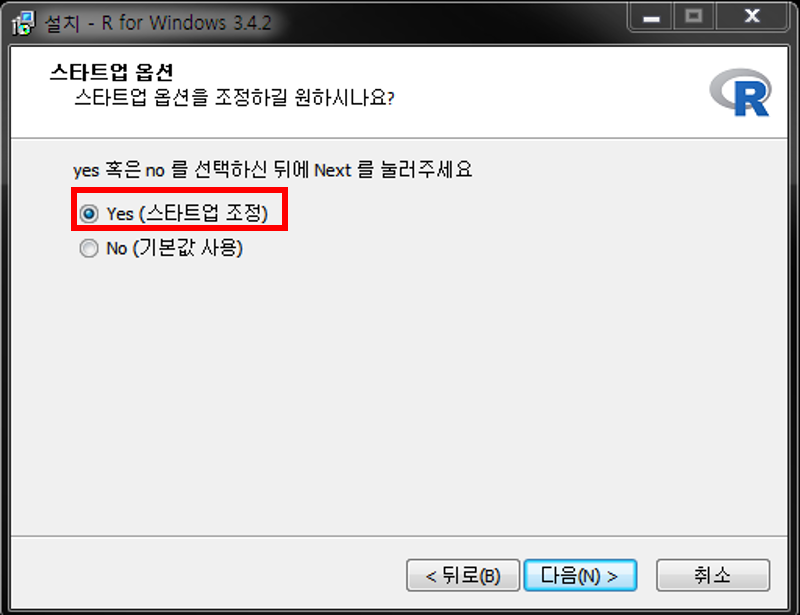 설치 - R for Windows 3.4.2
스타트업 옵션
스타트업 옵션을 조정하길 원하시나요?
R
yes 혹은 no 를 선택하신 뒤에 Next 를 눌러주세요
Yes (스타트업 조정)
No (기본값 사용)
< 뒤로(B)
다음(N) >
취소